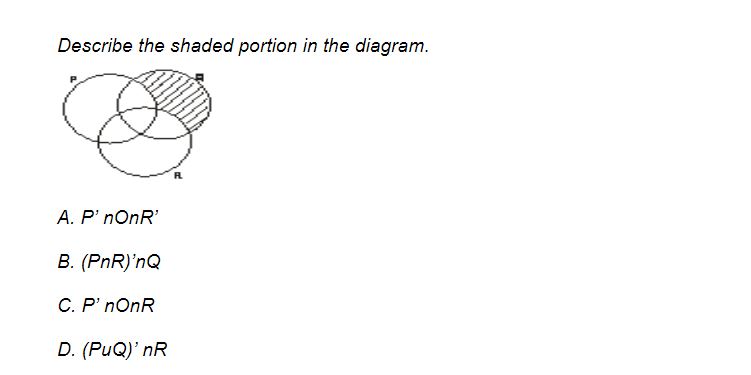 Describe the shaded portion in the diagram.
P
R
A. P’ nOnR’
B. (PnR)’nQ
C. P’ nOnR
D. (PuQ)’ nR